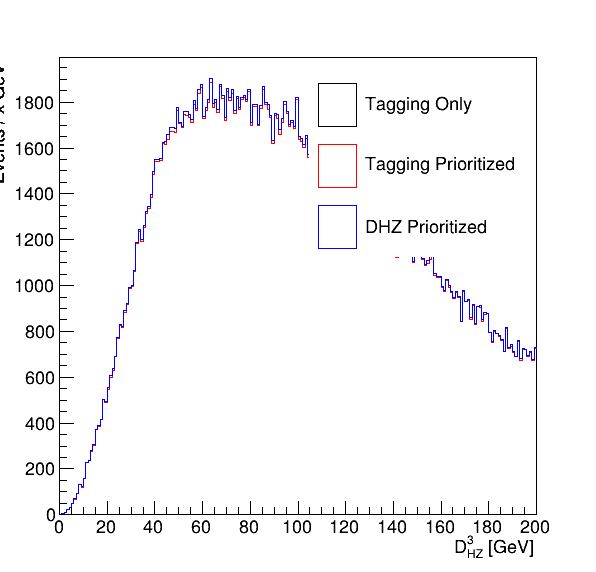 Events / x GeV
1800
1600
1400
1200
1000
800
600
400
200
0
Tagging Only
Tagging Prioritized
DHZ Prioritized
0 20 40 60 80 100 120 140 160 180 200
D³HZ [GeV]